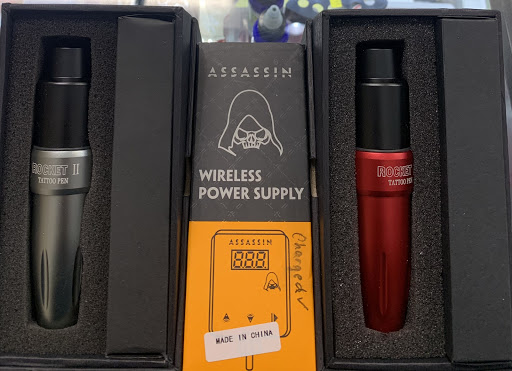 ROCKET II
TATTOO PEN
ASSASSIN
WIRELESS
POWER SUPPLY
ASSASSIN
888
Charged✓
MADE IN CHINA
ROCKET
TATTOO PEN